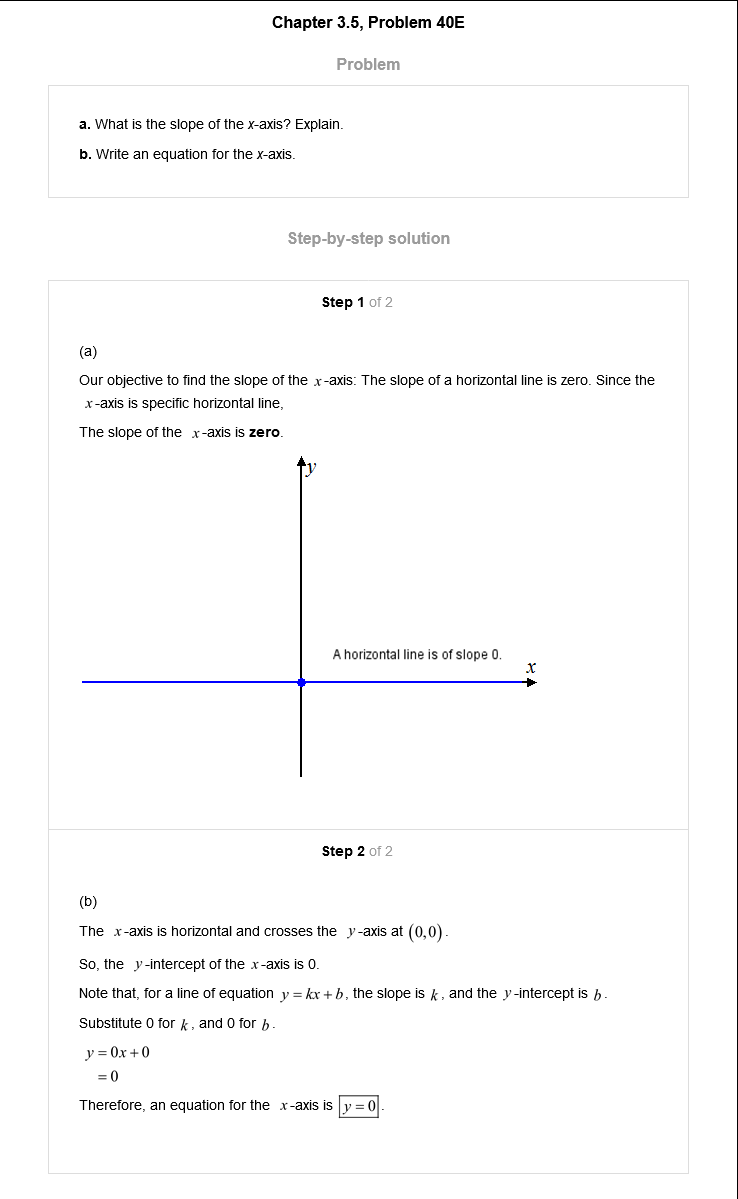 Chapter 3.5, Problem 40E
Problem
a. What is the slope of the x-axis? Explain.
b. Write an equation for the x-axis.
Step-by-step solution
Step 1 of 2
(a)
Our objective to find the slope of the x-axis: The slope of a horizontal line is zero. Since the
x-axis is specific horizontal line,
The slope of the x-axis is zero.
y
A horizontal line is of slope 0.
x
Step 2 of 2
(b)
The x-axis is horizontal and crosses the y-axis at (0,0).
So, the y-intercept of the x-axis is 0.
Note that, for a line of equation y = kx + b, the slope is k, and the y-intercept is b.
Substitute 0 for k, and 0 for b.
y = 0x + 0
= 0
Therefore, an equation for the x-axis is y = 0.